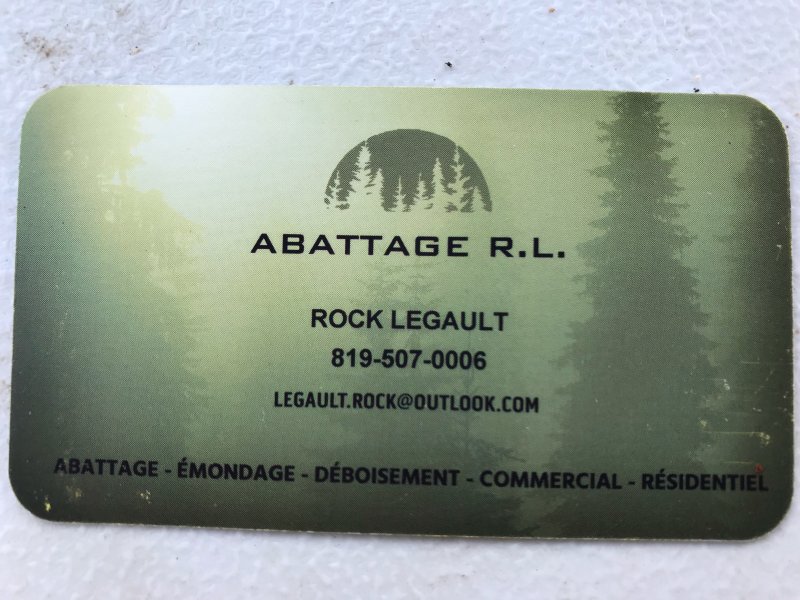 ABATTAGE R.L.
ROCK LEGAULT
819-507-0006
LEGAULT.ROCK@OUTLOOK.COM
ABATTAGE - ÉMONDAGE - DÉBOISEMENT - COMMERCIAL - RÉSIDENTIEL